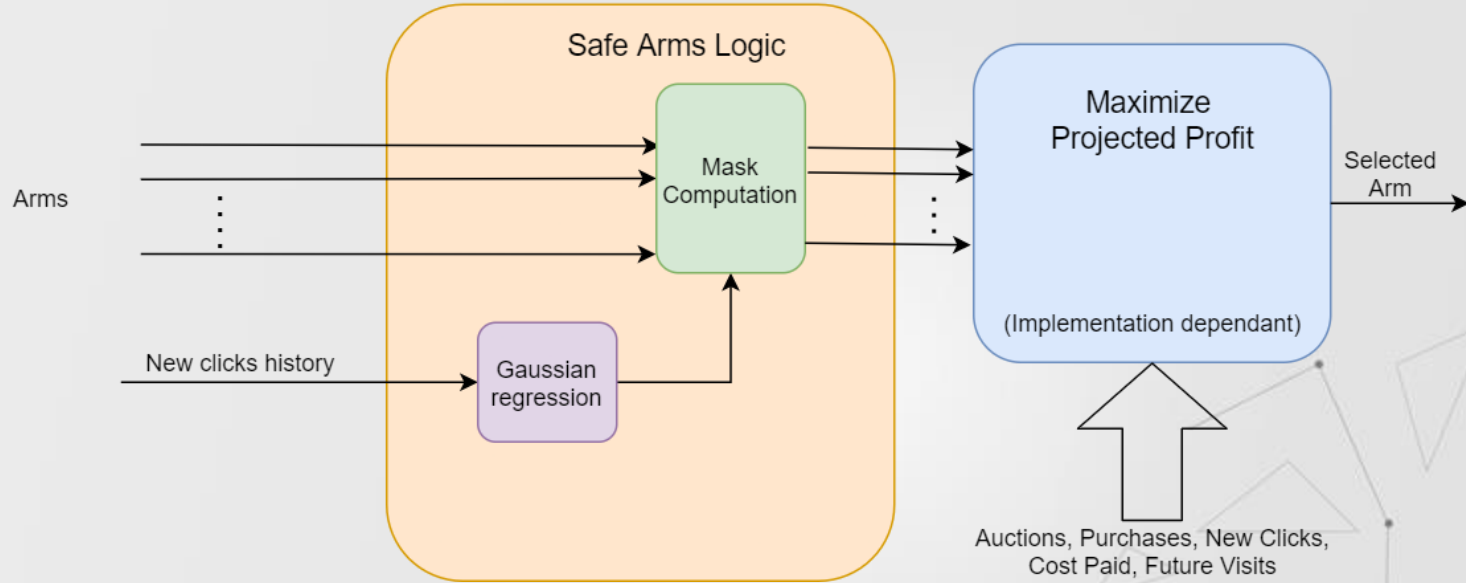 Safe Arms Logic
Maximize
Projected Profit
Mask
Computation
Selected
Arm
Arms
(Implementation dependant)
New clicks history
Gaussian
regression
Auctions, Purchases, New Clicks,
Cost Paid, Future Visits